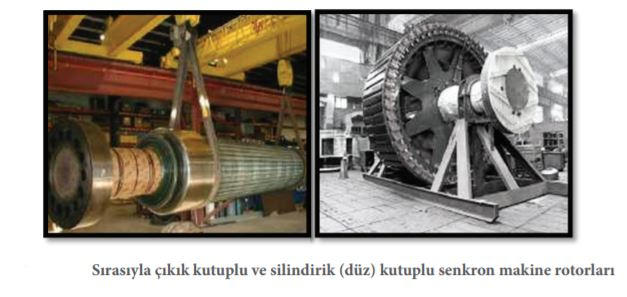 Sırasıyla çıkık kutuplu ve silindirik (düz) kutuplu senkron makine rotorları